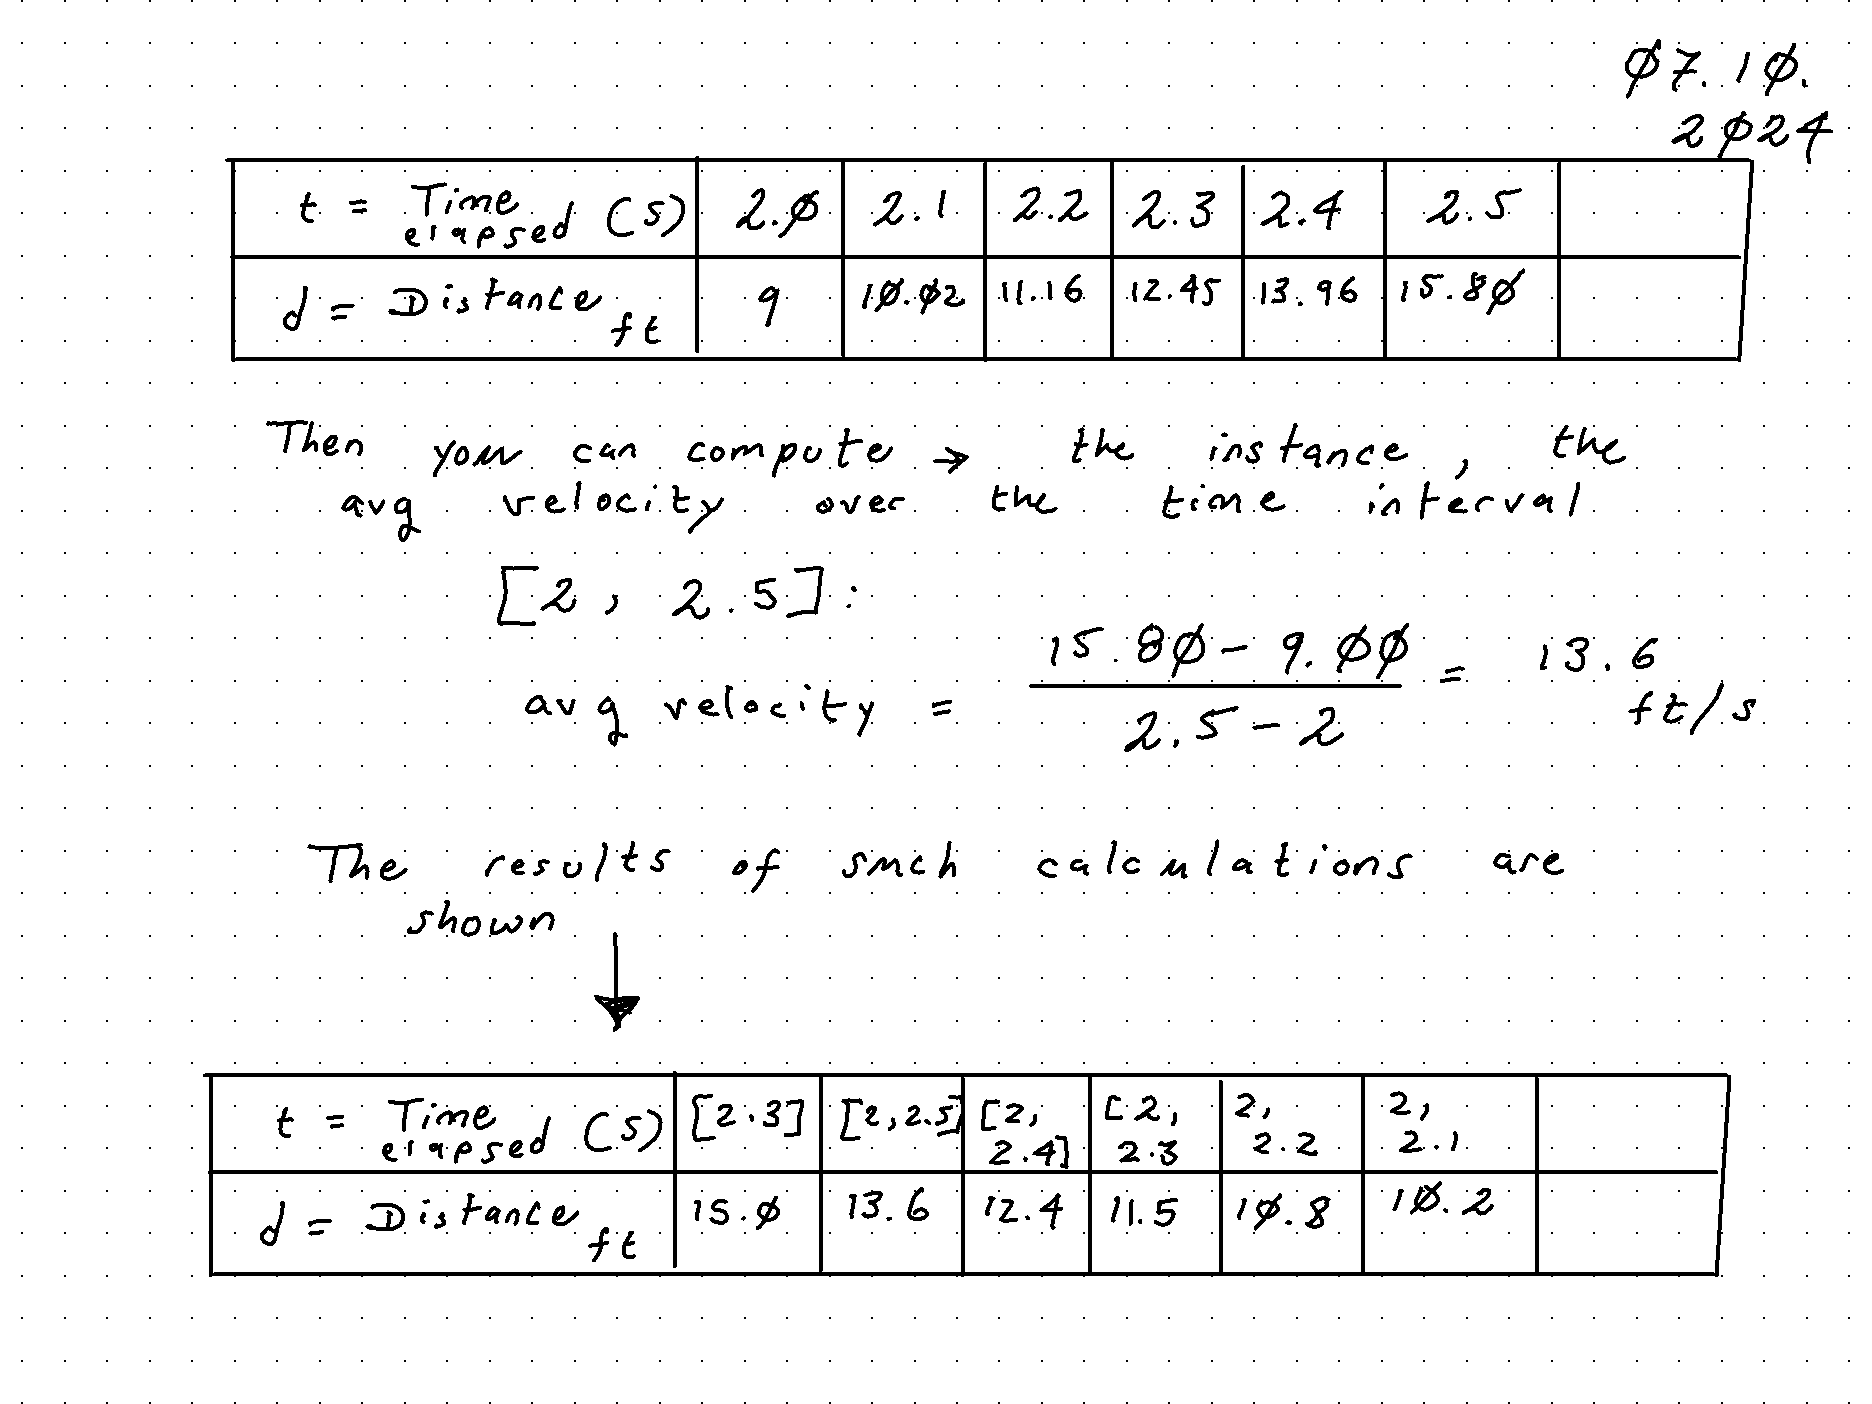 Ø7.1Ø.
2Ø24
t = Time elapsed (s) 2.Ø 2.1 2.2 2.3 2.4 2.5
d = Distance ft 9 1Ø.Ø2 11.16 12.45 13.96 15.8Ø
Then you can compute → the instance, the
avg velocity over the time interval
[2, 2.5]:
avg velocity = 15.8Ø - 9.ØØ / 2.5 - 2 = 13.6 ft/s
The results of such calculations are
shown
↓
t = Time elapsed (s) [2.3] [2, 2.5] [2, 2.4] [2, 2.3 2, 2.2 2, 2.1
d = Distance ft 15.Ø 13.6 12.4 11.5 1Ø.8 1Ø.2